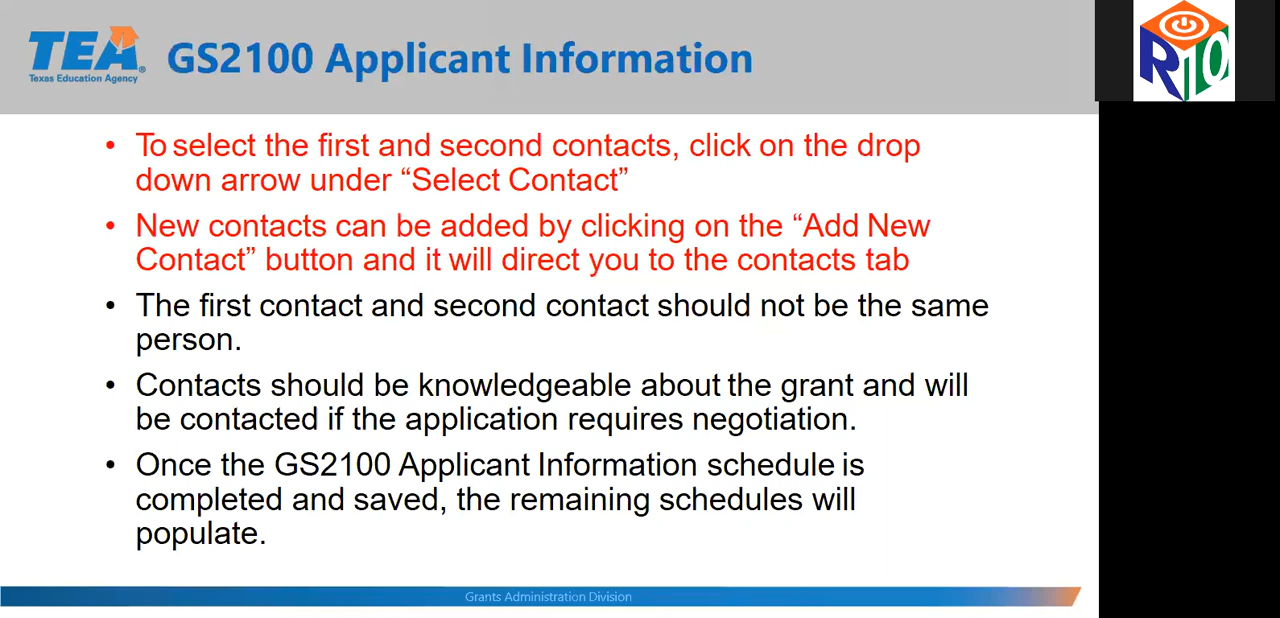 TEA
Texas Education Agency
GS2100 Applicant Information
R10
• To select the first and second contacts, click on the drop
down arrow under “Select Contact”
• New contacts can be added by clicking on the “Add New
Contact” button and it will direct you to the contacts tab
• The first contact and second contact should not be the same
person.
• Contacts should be knowledgeable about the grant and will
be contacted if the application requires negotiation.
• Once the GS2100 Applicant Information schedule is
completed and saved, the remaining schedules will
populate.
Grants Administration Division